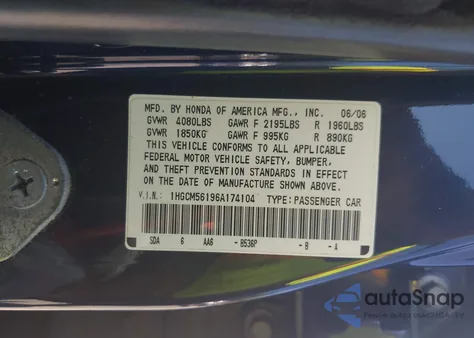 MFD. BY HONDA OF AMERICA MFG., INC. 06/06
GVWR 4080LBS GAWR F 2195LBS R 1960LBS
GVWR 1850KG GAWR F 995KG R 890KG
THIS VEHICLE CONFORMS TO ALL APPLICABLE
FEDERAL MOTOR VEHICLE SAFETY, BUMPER,
AND THEFT PREVENTION STANDARDS IN EFFECT
ON THE DATE OF MANUFACTURE SHOWN ABOVE.
V.I.N.: 1HGCM56196A174104 TYPE:PASSENGER CAR
SDA 6 AA6 -B536P -B -A
autoSnap